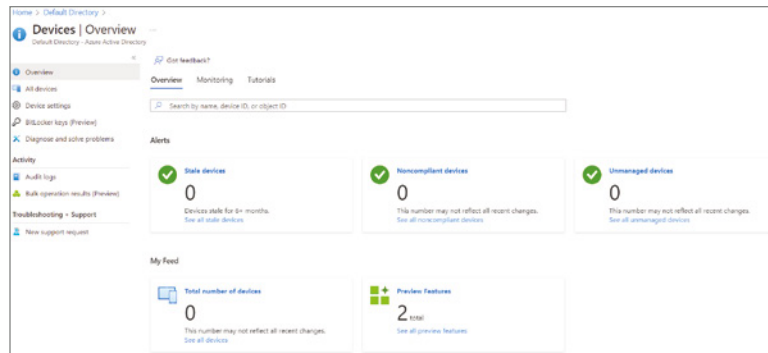 Home > Default Directory >
Devices | Overview ...
Default Directory - Azure Active Directory
«
Overview
All devices
Device settings
BitLocker keys (Preview)
Diagnose and solve problems
Activity
Audit logs
Bulk operation results (Preview)
Troubleshooting + Support
New support request
Got feedback?
Overview Monitoring Tutorials
Search by name, device ID, or object ID
Alerts
Stale devices
0
Devices stale for 6+ months.
See all stale devices
Noncompliant devices
0
This number may not reflect all recent changes.
See all noncompliant devices
Unmanaged devices
0
This number may not reflect all recent changes.
See all unmanaged devices
My Feed
Total number of devices
0
This number may not reflect all recent changes.
See all devices
Preview Features
2 total
See all preview features